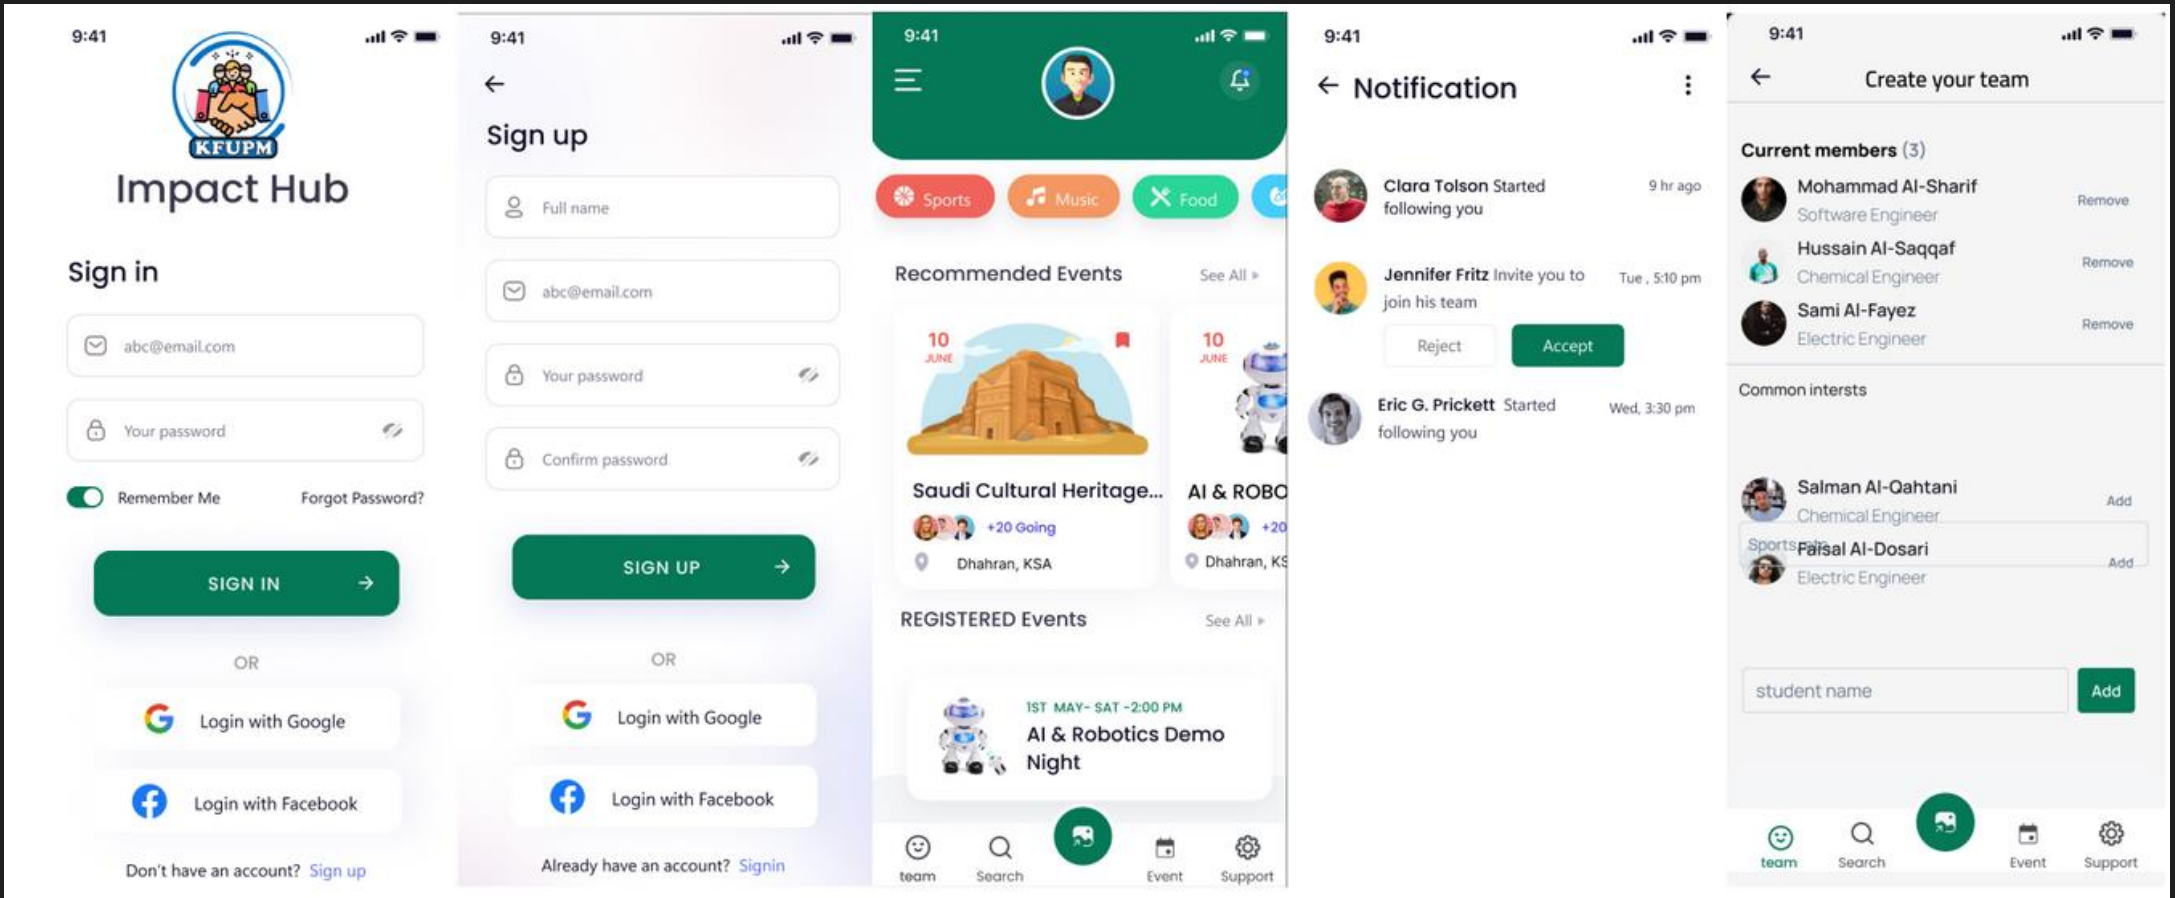 9:41
KFUPM
Impact Hub
Sign in
abc@email.com
Your password
Remember Me
Forgot Password?
SIGN IN
OR
Login with Google
Login with Facebook
Don't have an account? Sign up
9:41
Sign up
Full name
abc@email.com
Your password
Confirm password
SIGN UP
OR
Login with Google
Login with Facebook
Already have an account? Signin
9:41
Sports
Music
Food
Recommended Events
See All
10
JUNE
Saudi Cultural Heritage...
+20 Going
Dhahran, KSA
10
JUNE
AI & ROBO
+20
Dhahran, KS
REGISTERED Events
See All
1ST MAY- SAT -2:00 PM
AI & Robotics Demo
Night
team
Search
Event
Support
9:41
Notification
Clara Tolson Started
following you
9 hr ago
Jennifer Fritz Invite you to
join his team
Tue , 5:10 pm
Reject
Accept
Eric G. Prickett Started
following you
Wed, 3:30 pm
9:41
Create your team
Current members (3)
Mohammad Al-Sharif
Software Engineer
Remove
Hussain Al-Saqqaf
Chemical Engineer
Remove
Sami Al-Fayez
Electric Engineer
Remove
Common intersts
Salman Al-Qahtani
Chemical Engineer
Add
Sports
Faisal Al-Dosari
Electric Engineer
Add
student name
Add
team
Search
Event
Support